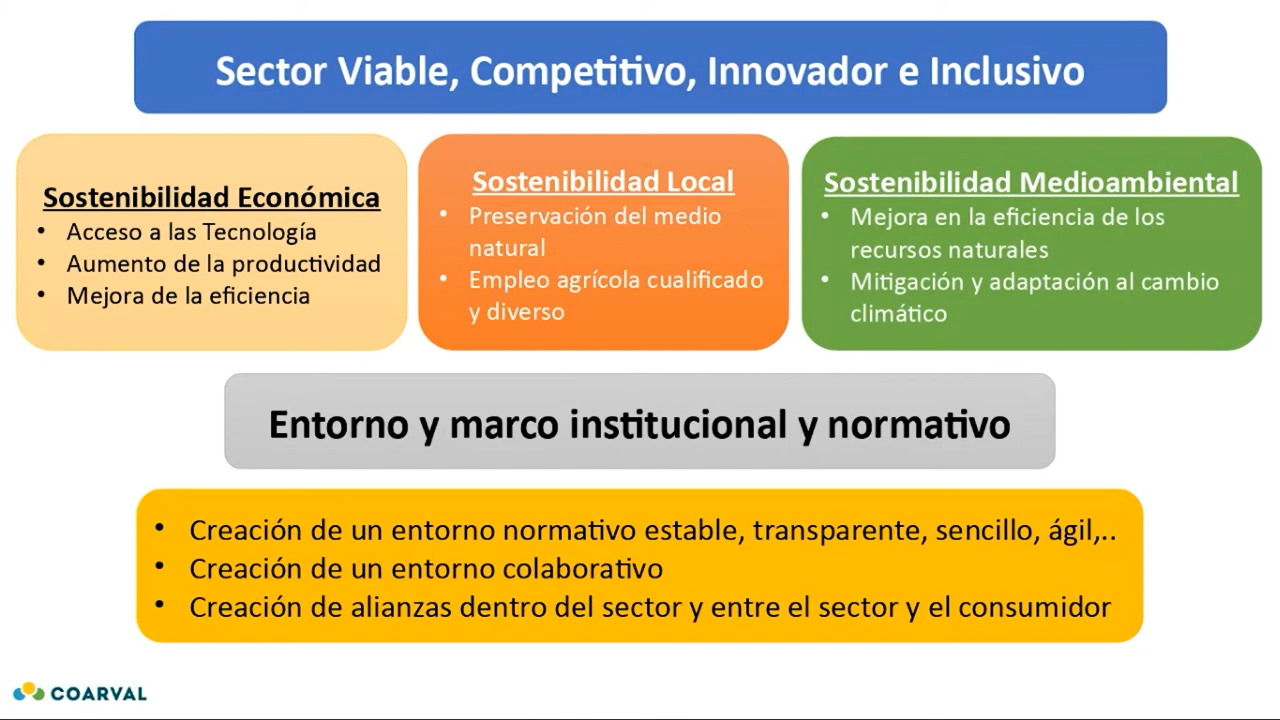 Sector Viable, Competitivo, Innovador e Inclusivo
Sostenibilidad Económica
• Acceso a las Tecnología
• Aumento de la productividad
• Mejora de la eficiencia
Sostenibilidad Local
• Preservación del medio
natural
• Empleo agrícola cualificado
y diverso
Sostenibilidad Medioambiental
• Mejora en la eficiencia de los
recursos naturales
• Mitigación y adaptación al cambio
climático
Entorno y marco institucional y normativo
• Creación de un entorno normativo estable, transparente, sencillo, ágil,..
• Creación de un entorno colaborativo
• Creación de alianzas dentro del sector y entre el sector y el consumidor
COARVAL